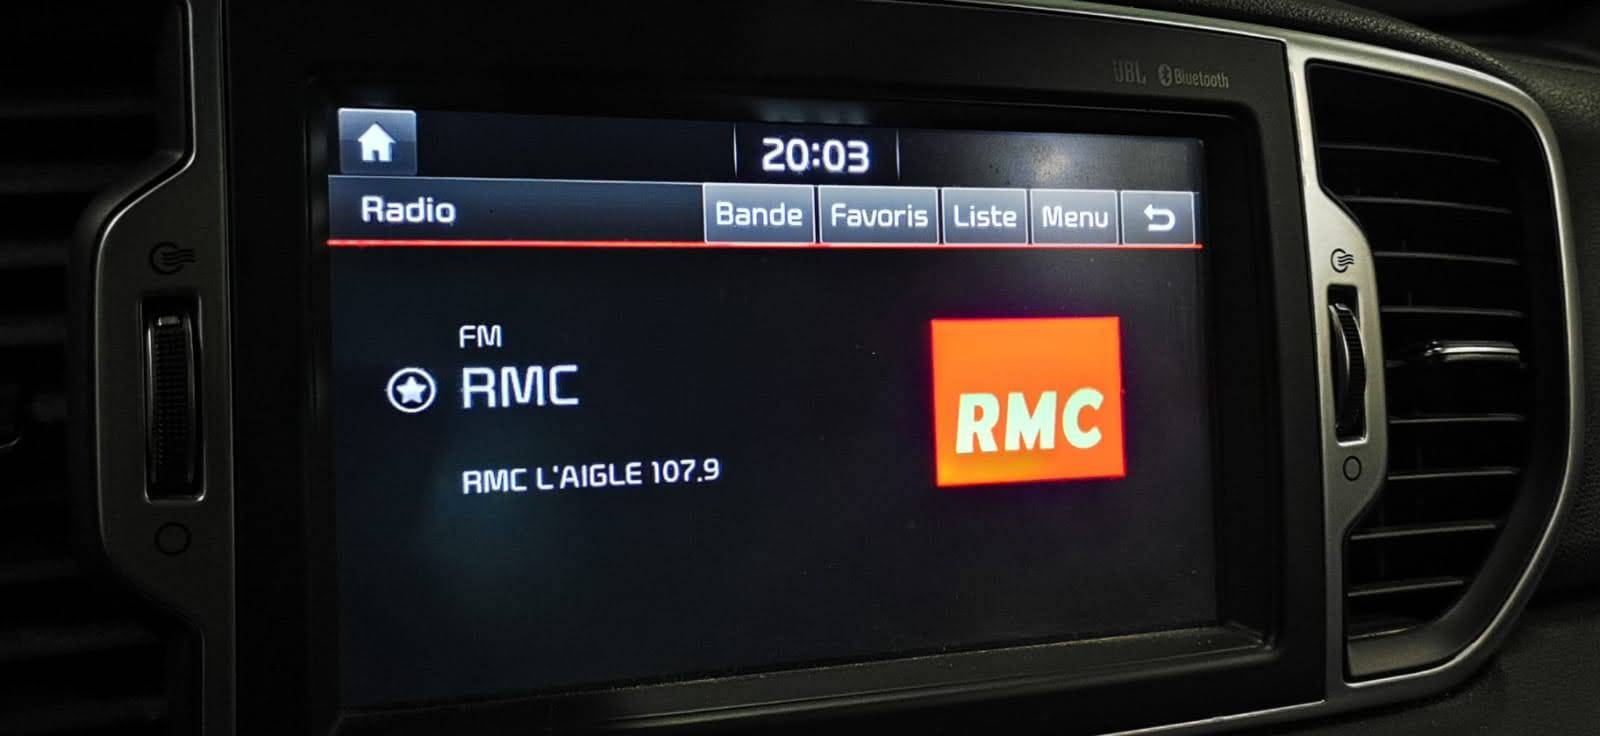 JBL Bluetooth
20:03
Radio Bande Favoris Liste Menu
FM
RMC
RMC L'AIGLE 107.9
RMC